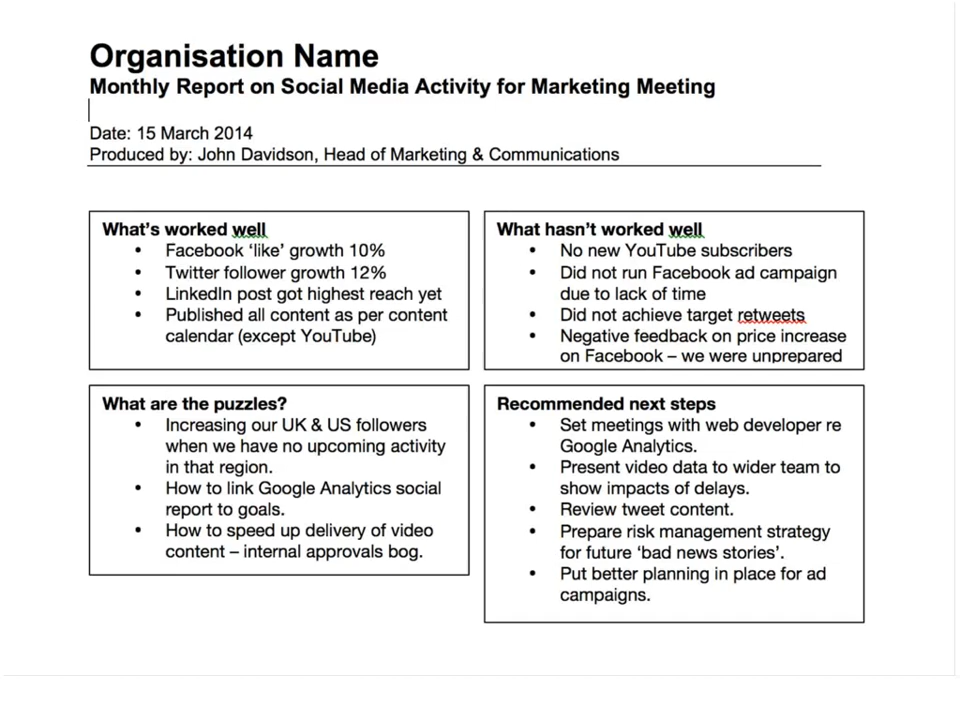 Organisation Name
Monthly Report on Social Media Activity for Marketing Meeting
Date: 15 March 2014
Produced by: John Davidson, Head of Marketing & Communications
What's worked well
• Facebook ‘like’ growth 10%
• Twitter follower growth 12%
• LinkedIn post got highest reach yet
• Published all content as per content
calendar (except YouTube)
What hasn't worked well
• No new YouTube subscribers
• Did not run Facebook ad campaign
due to lack of time
• Did not achieve target retweets
• Negative feedback on price increase
on Facebook – we were unprepared
What are the puzzles?
• Increasing our UK & US followers
when we have no upcoming activity
in that region.
• How to link Google Analytics social
report to goals.
• How to speed up delivery of video
content – internal approvals bog.
Recommended next steps
• Set meetings with web developer re
Google Analytics.
• Present video data to wider team to
show impacts of delays.
• Review tweet content.
• Prepare risk management strategy
for future ‘bad news stories’.
• Put better planning in place for ad
campaigns.